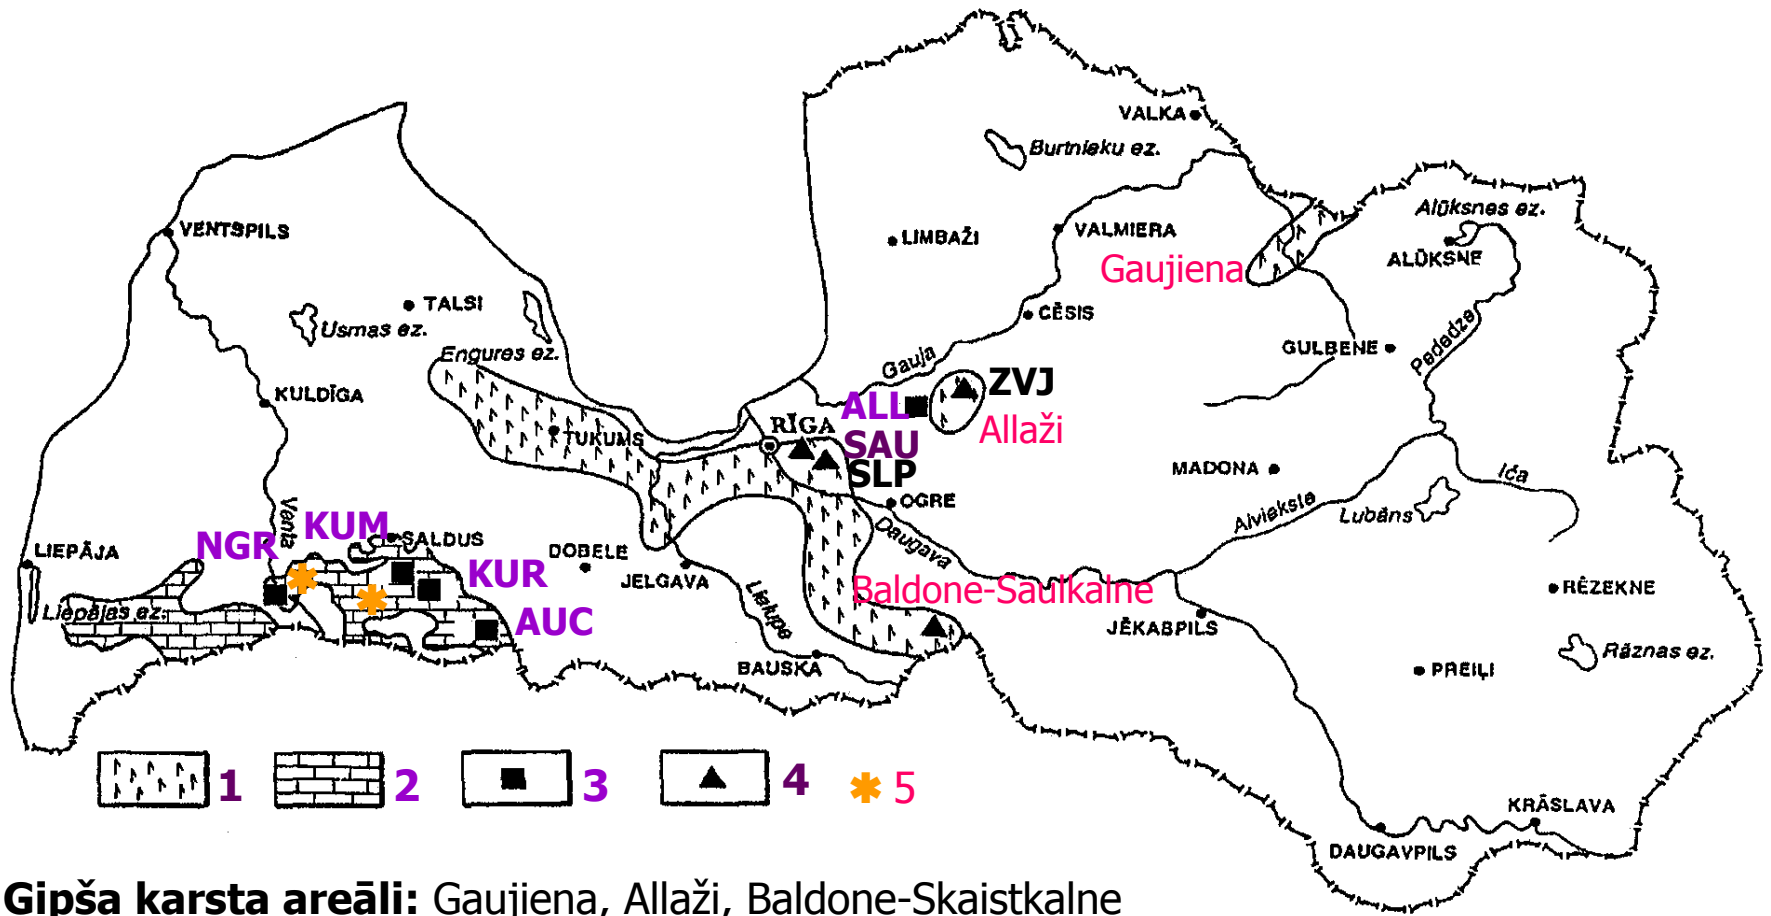 VALKA
Burtnieku ez.
Alūksnes ez.
VENTSPILS
LIMBAŽI
VALMIERA
ALŪKSNE
Gaujiena
TALSI
Usmas ez.
CĒSIS
Engures ez.
Gauja
GULBENE
Pededze
KULDĪGA
ZVJ
ALL
Allaži
TUKUMS
RĪGA
SAU
SLP
MADONA
Iča
OGRE
Aiviekste
Lubāns
Venta
KUM
NGR
SALDUS
Daugava
LIEPĀJA
DOBELE
JELGAVA
KUR
Baldone-Saulkalne
RĒZEKNE
Liepājas ez.
Lielupe
AUC
JĒKABPILS
Rāznas ez.
BAUSKA
PREIĻI
1 2 3 4 5
KRĀSLAVA
DAUGAVPILS
Gipša karsta areāli: Gaujiena, Allaži, Baldone-Skaistkalne